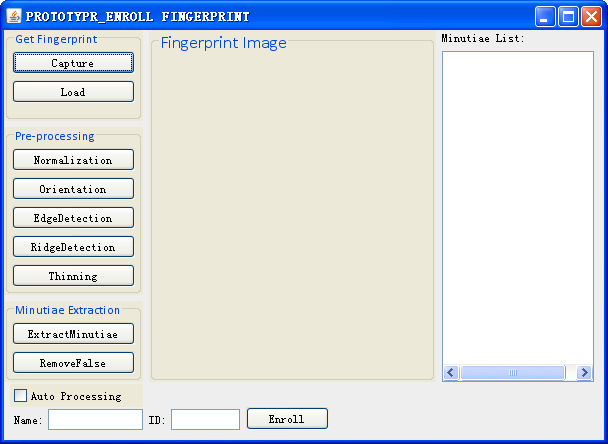 PROTOTYPR_ENROLL FINGERPRINT
Get Fingerprint
Capture
Load
Pre-processing
Normalization
Orientation
EdgeDetection
RidgeDetection
Thinning
Minutiae Extraction
ExtractMinutiae
RemoveFalse
Auto Processing
Fingerprint Image
Minutiae List:
Name: ID: Enroll